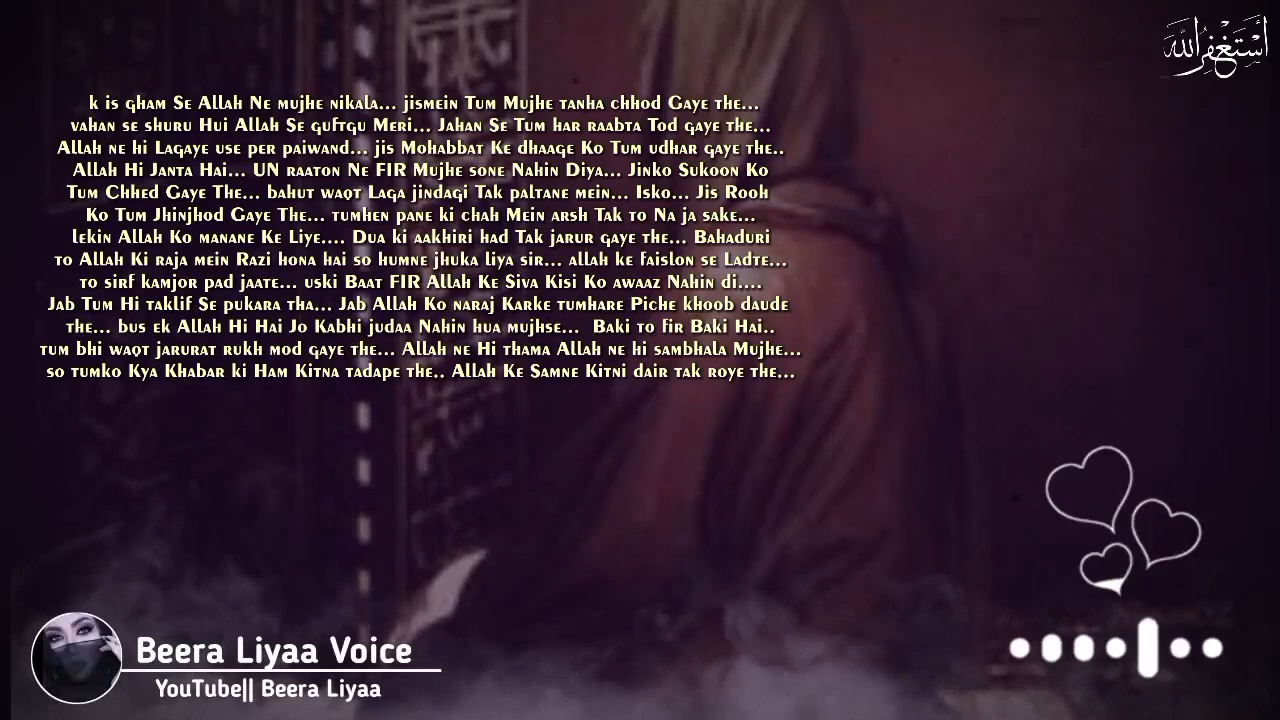 أستغفر الله
k is gham Se Allah Ne mujhe nikala... jismein Tum Mujhe tanha chhod Gaye the...
vahan se shuru Hui Allah Se guftgu Meri... Jahan Se Tum har raabta Tod gaye the...
Allah ne hi Lagaye use per paiwand... jis Mohabbat Ke dhaage Ko Tum udhar gaye the..
Allah Hi Janta Hai... UN raaton Ne FIR Mujhe sone Nahin Diya... Jinko Sukoon Ko
Tum Chhed Gaye The... bahut waqt Laga jindagi Tak paltane mein... Isko... Jis Rooh
Ko Tum Jhinjhod Gaye The... tumhen pane ki chah Mein arsh Tak to Na ja sake...
lekin Allah Ko manane Ke Liye.... Dua ki aakhiri had Tak jarur gaye the... Bahaduri
to Allah Ki raja mein Razi hona hai so humne jhuka liya sir... allah ke faislon se Ladte...
to sirf kamjor pad jaate... uski Baat FIR Allah Ke Siva Kisi Ko awaaz Nahin di....
Jab Tum Hi taklif Se pukara tha... Jab Allah Ko naraj Karke tumhare Piche khoob daude
the... bus ek Allah Hi Hai Jo Kabhi judaa Nahin hua mujhse...  Baki to fir Baki Hai..
tum bhi waqt jarurat rukh mod gaye the... Allah ne Hi thama Allah ne hi sambhala Mujhe...
so tumko Kya Khabar ki Ham Kitna tadape the.. Allah Ke Samne Kitni dair tak roye the...
Beera Liyaa Voice
YouTube|| Beera Liyaa